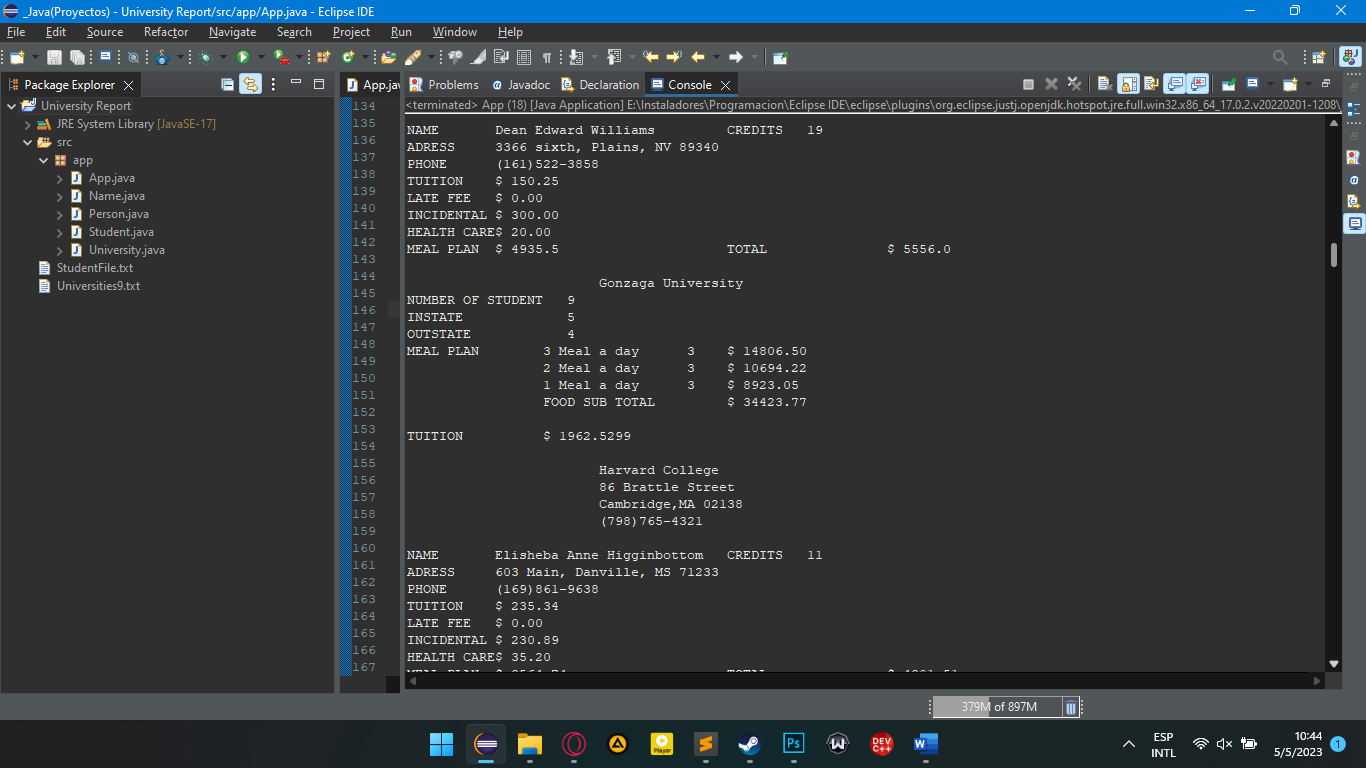 _Java(Proyectos) - University Report/src/app/App.java - Eclipse IDE
File Edit Source Refactor Navigate Search Project Run Window Help
Package Explorer
University Report
JRE System Library [JavaSE-17]
src
app
App.java
Name.java
Person.java
Student.java
University.java
StudentFile.txt
Universities9.txt
App.java
134
135
136
137
138
139
140
141
142
143
144
145
146
147
148
149
150
151
152
153
154
155
156
157
158
159
160
161
162
163
164
165
166
167
Problems Javadoc Declaration Console
<terminated> App (18) [Java Application] E:\Instaladores\Programacion\Eclipse IDE\eclipse\plugins\org.eclipse.justj.openjdk.hotspot.jre.full.win32.x86_64_17.0.2.v20220201-1208\
NAME Dean Edward Williams CREDITS 19
ADRESS 3366 sixth, Plains, NV 89340
PHONE (161)522-3858
TUITION $ 150.25
LATE FEE $ 0.00
INCIDENTAL $ 300.00
HEALTH CARE$ 20.00
MEAL PLAN $ 4935.5 TOTAL $ 5556.0
Gonzaga University
NUMBER OF STUDENT 9
INSTATE 5
OUTSTATE 4
MEAL PLAN 3 Meal a day 3 $ 14806.50
2 Meal a day 3 $ 10694.22
1 Meal a day 3 $ 8923.05
FOOD SUB TOTAL $ 34423.77
TUITION $ 1962.5299
Harvard College
86 Brattle Street
Cambridge,MA 02138
(798)765-4321
NAME Elisheba Anne Higginbottom CREDITS 11
ADRESS 603 Main, Danville, MS 71233
PHONE (169)861-9638
TUITION $ 235.34
LATE FEE $ 0.00
INCIDENTAL $ 230.89
HEALTH CARE$ 35.20
379M of 897M
Player
Ps
DEV C++
W
ESP
INTL
10:44
5/5/2023
1